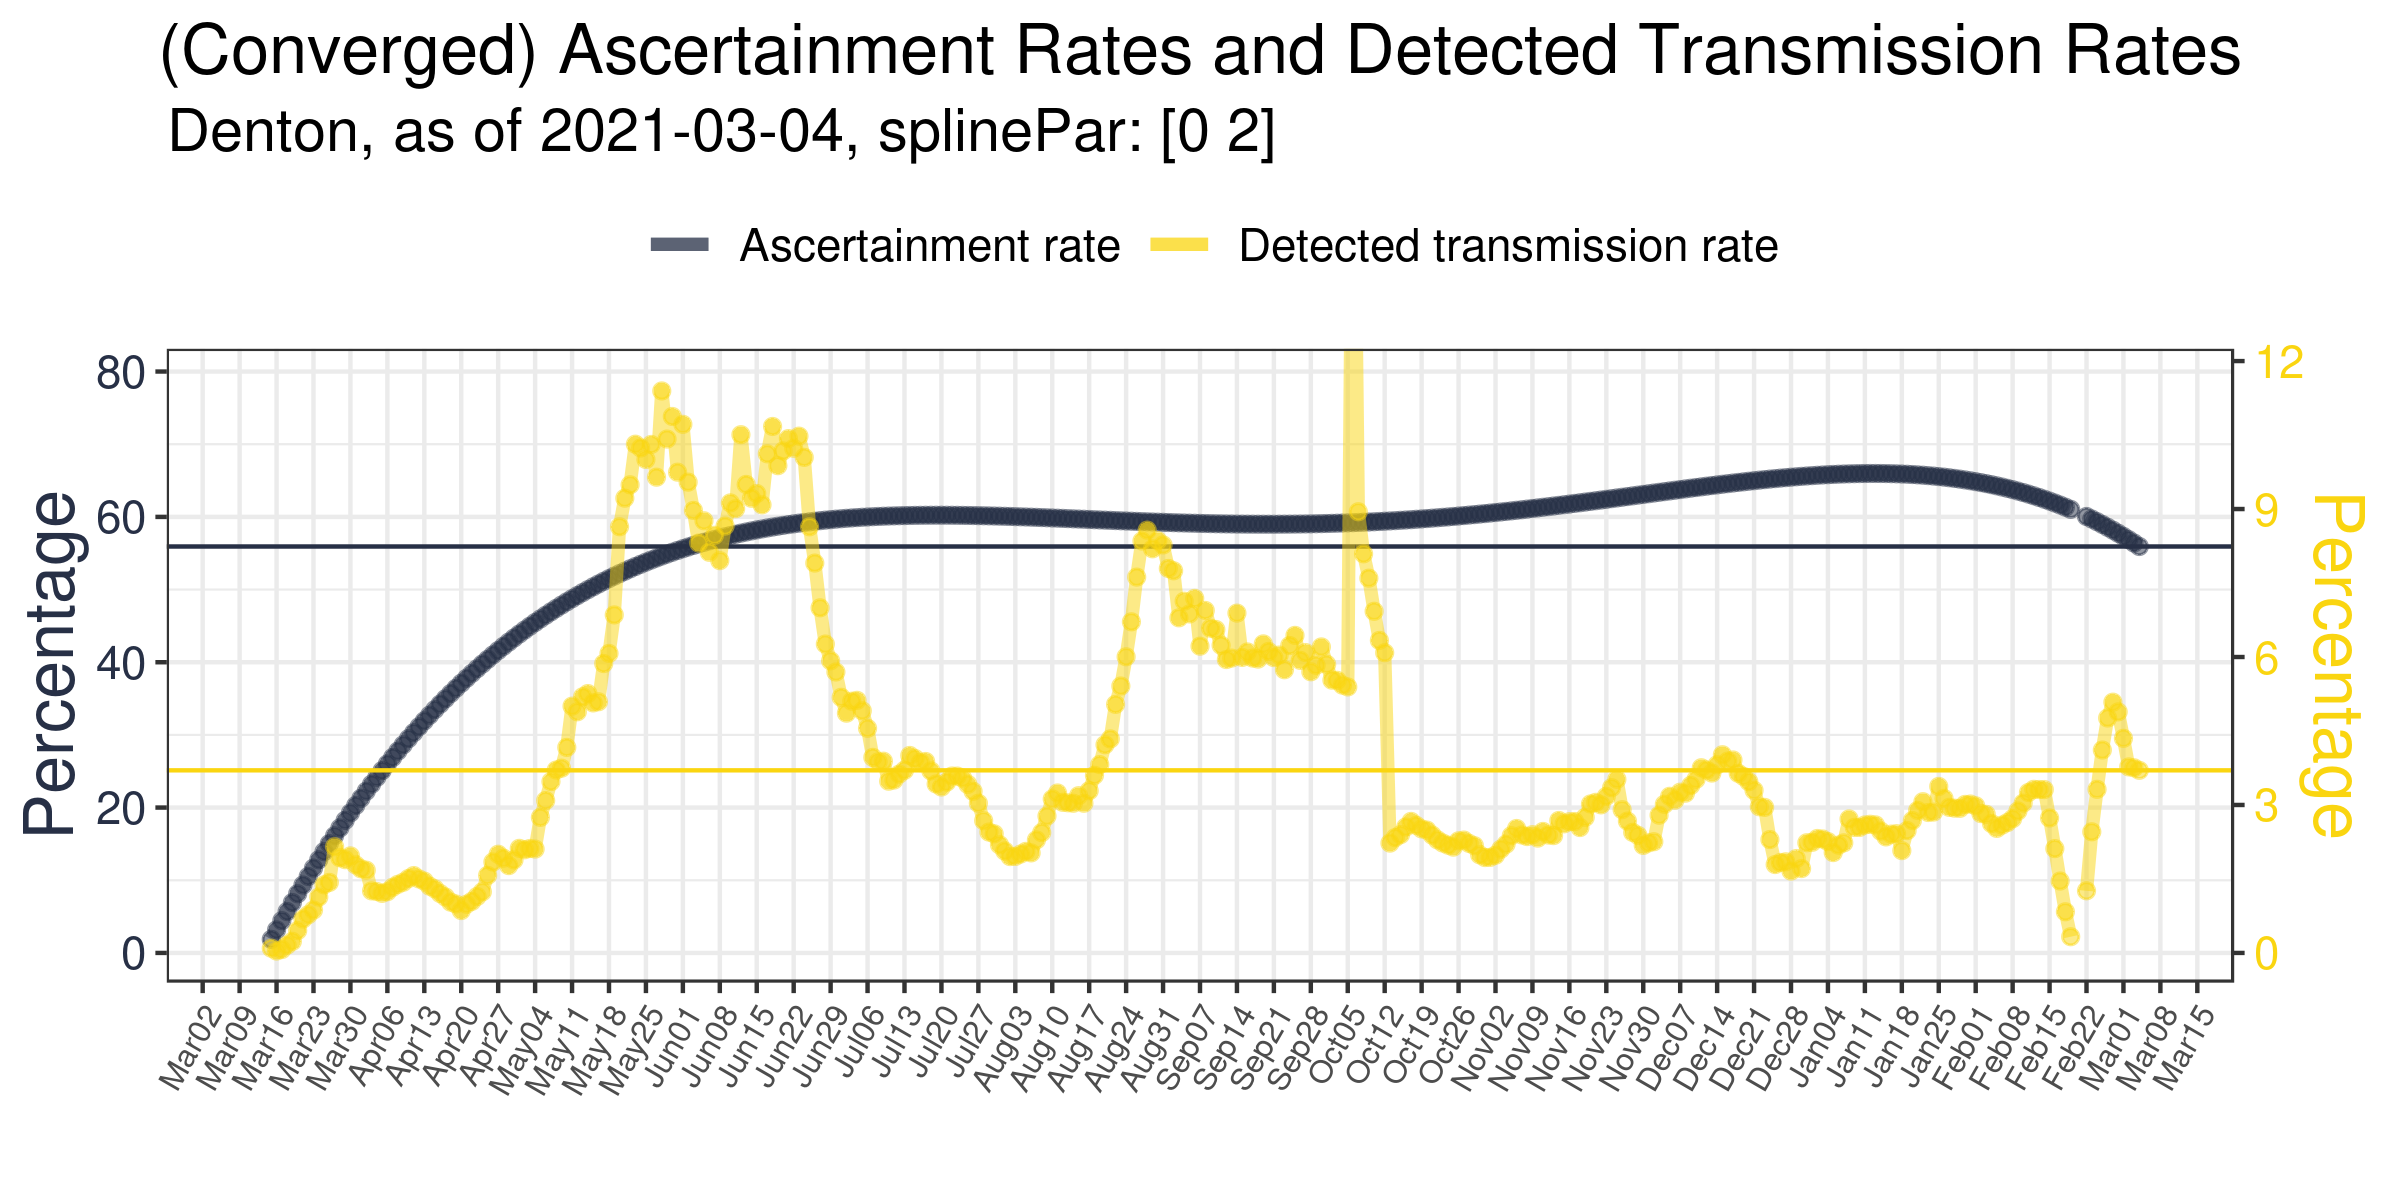 (Converged) Ascertainment Rates and Detected Transmission Rates
Denton, as of 2021-03-04, splinePar: [0 2]
Ascertainment rate
Detected transmission rate
Percentage
80
60
40
20
0
12
9
6
3
0
Percentage
Mar02
Mar09
Mar16
Mar23
Mar30
Apr06
Apr13
Apr20
Apr27
May04
May11
May18
May25
Jun01
Jun08
Jun15
Jun22
Jun29
Jul06
Jul13
Jul20
Jul27
Aug03
Aug10
Aug17
Aug24
Aug31
Sep07
Sep14
Sep21
Sep28
Oct05
Oct12
Oct19
Oct26
Nov02
Nov09
Nov16
Nov23
Nov30
Dec07
Dec14
Dec21
Dec28
Jan04
Jan11
Jan18
Jan25
Feb01
Feb08
Feb15
Feb22
Mar01
Mar08
Mar15